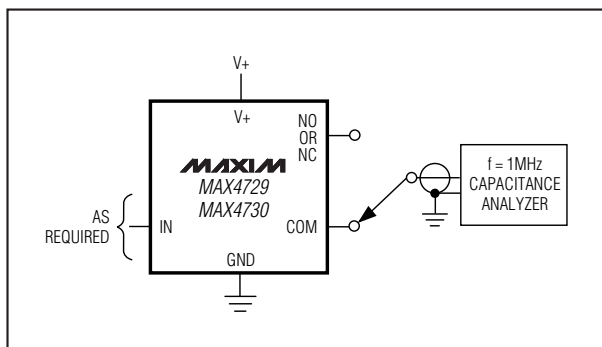 V+
V+
NO
OR
NC
MAXIM
MAX4729
MAX4730
AS
REQUIRED
IN
COM
GND
f = 1MHz
CAPACITANCE
ANALYZER